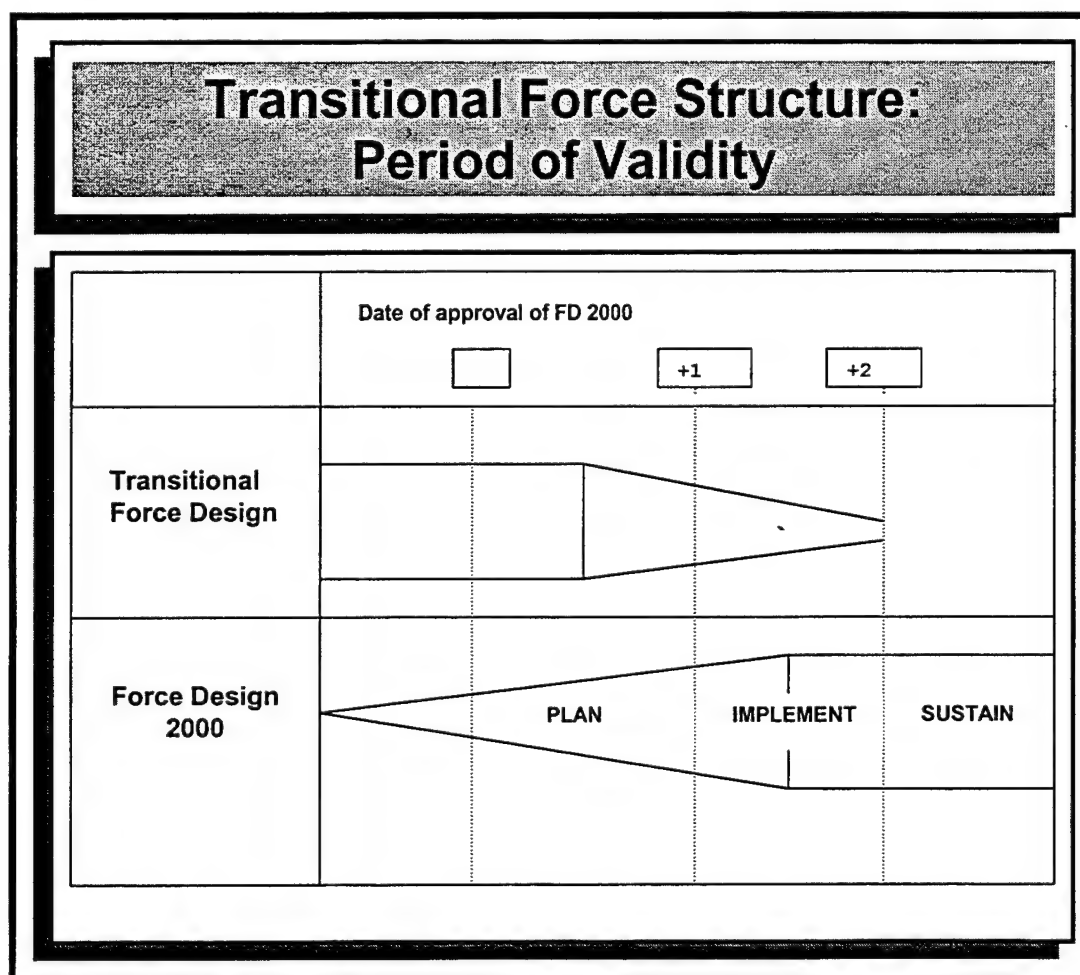 Transitional Force Structure:
Period of Validity
Date of approval of FD 2000
+1
+2
Transitional
Force Design
Force Design
2000
PLAN
IMPLEMENT
SUSTAIN